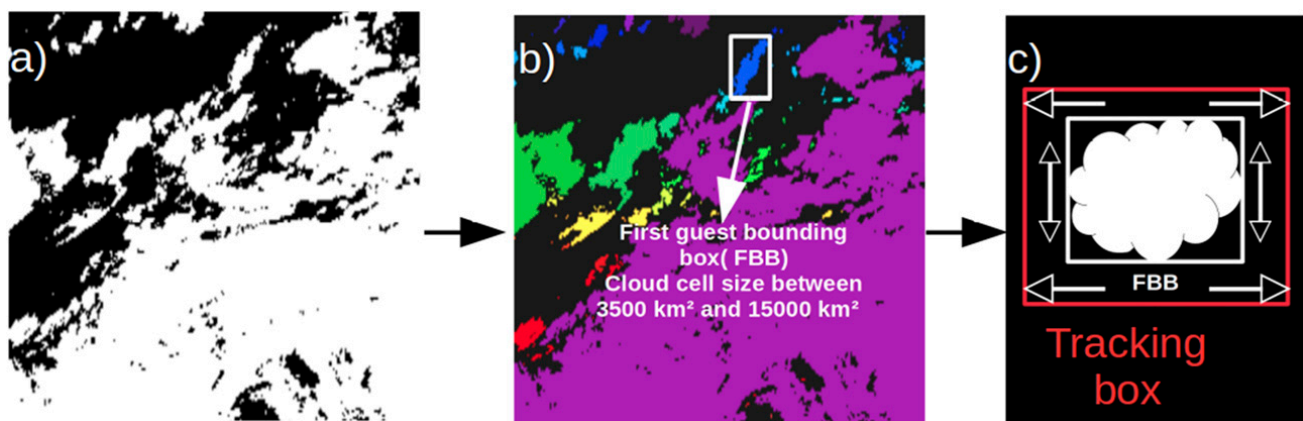 a)
b)
First guest bounding
box( FBB)
Cloud cell size between
3500 km² and 15000 km²
c)
FBB
Tracking
box